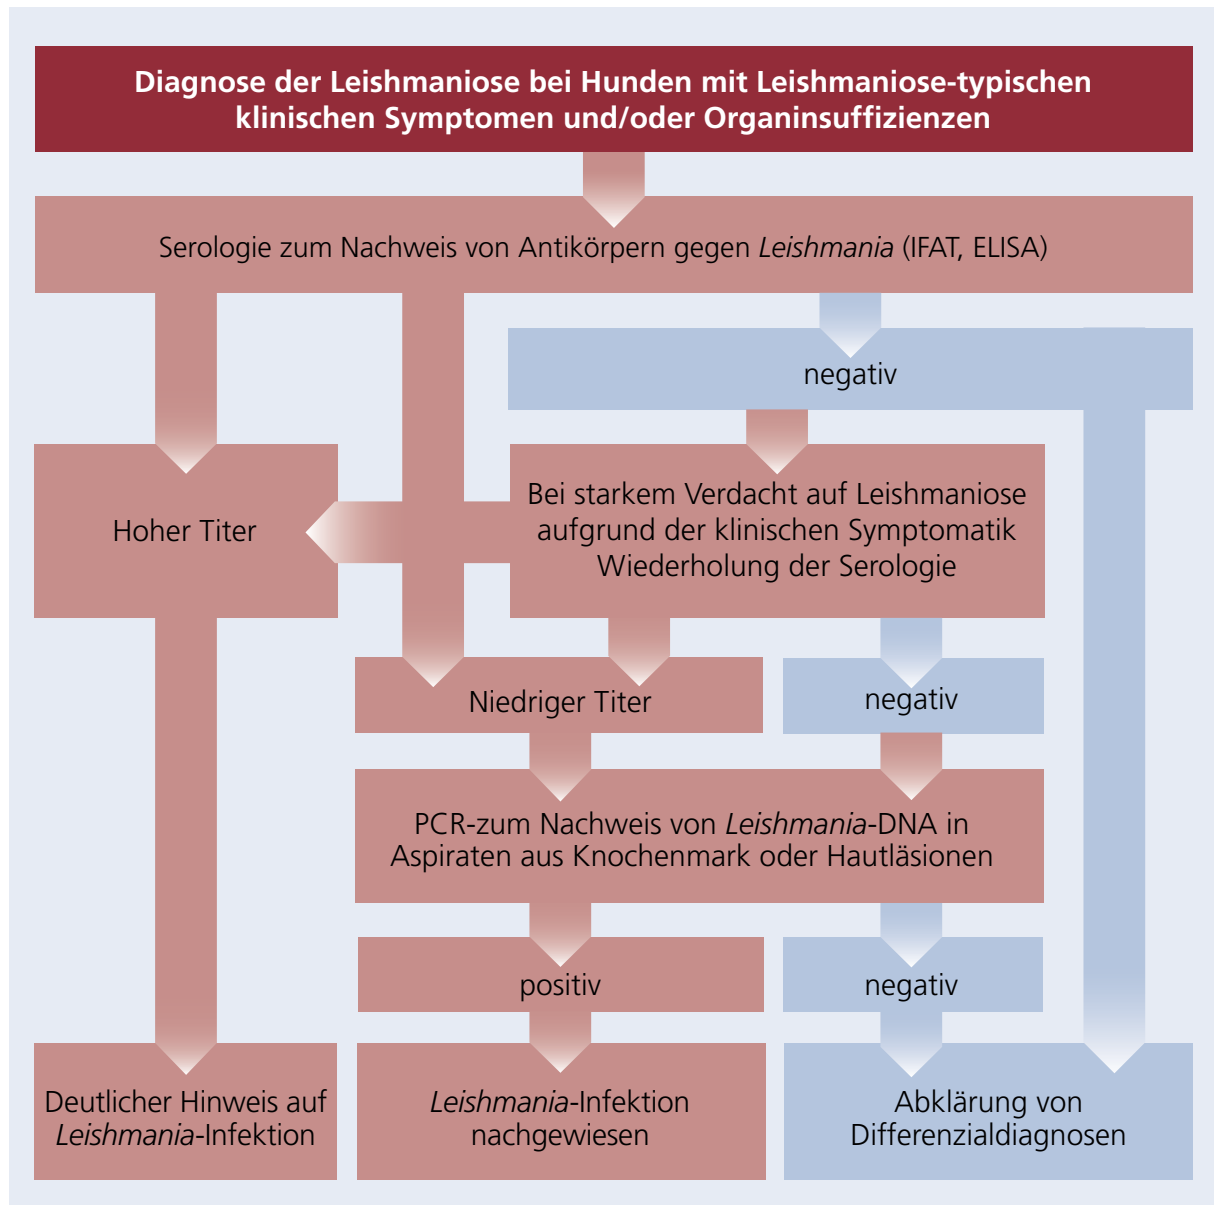 Diagnose der Leishmaniose bei Hunden mit Leishmaniose-typischen
klinischen Symptomen und/oder Organinsuffizienzen
Serologie zum Nachweis von Antikörpern gegen Leishmania (IFAT, ELISA)
negativ
Bei starkem Verdacht auf Leishmaniose
aufgrund der klinischen Symptomatik
Wiederholung der Serologie
Hoher Titer
Niedriger Titer
negativ
PCR-zum Nachweis von Leishmania-DNA in
Aspiraten aus Knochenmark oder Hautläsionen
positiv
negativ
Deutlicher Hinweis auf
Leishmania-Infektion
Leishmania-Infektion
nachgewiesen
Abklärung von
Differenzialdiagnosen